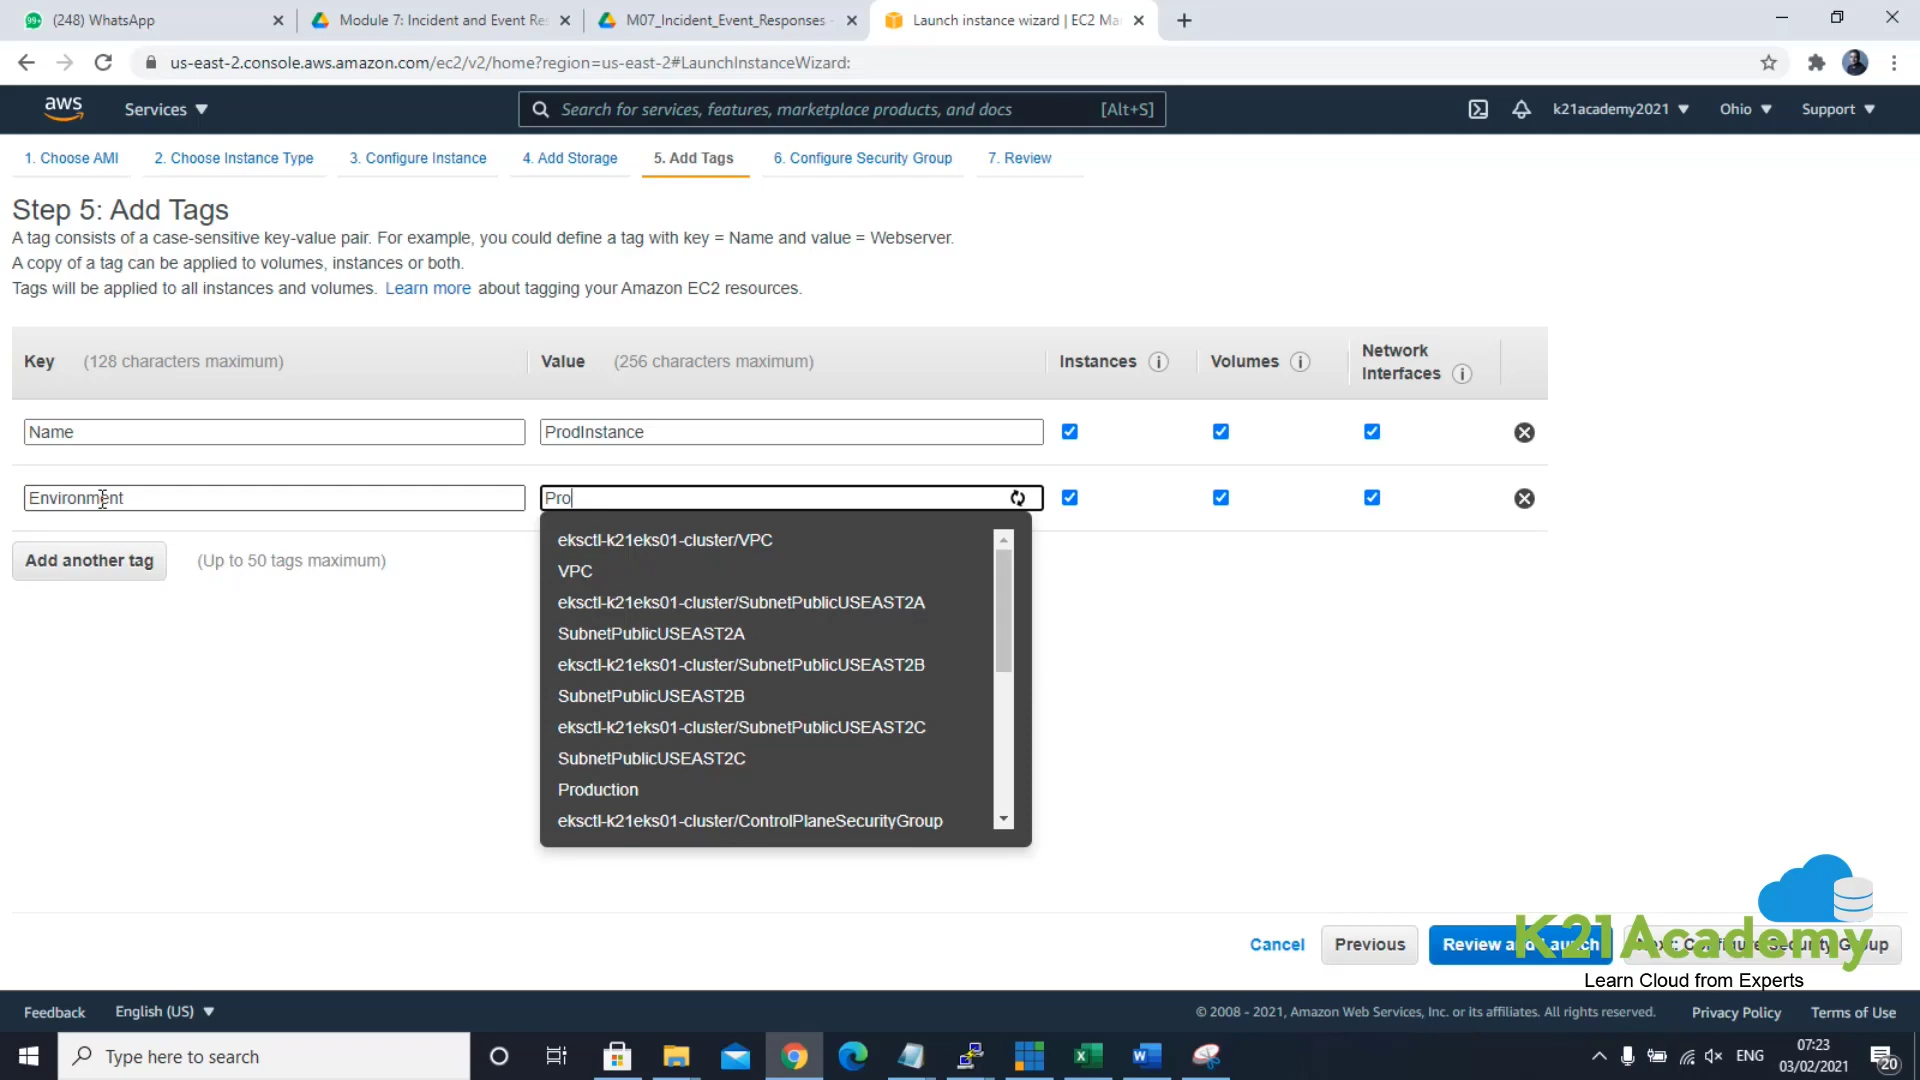 99+ (248) WhatsApp
Module 7: Incident and Event Re
M07_Incident_Event_Responses -
Launch instance wizard | EC2 Ma
us-east-2.console.aws.amazon.com/ec2/v2/home?region=us-east-2#LaunchInstanceWizard:
aws
Services
Search for services, features, marketplace products, and docs
[Alt+S]
k21academy2021
Ohio
Support
1. Choose AMI
2. Choose Instance Type
3. Configure Instance
4. Add Storage
5. Add Tags
6. Configure Security Group
7. Review
Step 5: Add Tags
A tag consists of a case-sensitive key-value pair. For example, you could define a tag with key = Name and value = Webserver.
A copy of a tag can be applied to volumes, instances or both.
Tags will be applied to all instances and volumes. Learn more about tagging your Amazon EC2 resources.
Key (128 characters maximum)
Value (256 characters maximum)
Instances
Volumes
Network
Interfaces
Name
ProdInstance
Environment
Pro
eksctl-k21eks01-cluster/VPC
VPC
eksctl-k21eks01-cluster/SubnetPublicUSEAST2A
SubnetPublicUSEAST2A
eksctl-k21eks01-cluster/SubnetPublicUSEAST2B
SubnetPublicUSEAST2B
eksctl-k21eks01-cluster/SubnetPublicUSEAST2C
SubnetPublicUSEAST2C
Production
eksctl-k21eks01-cluster/ControlPlaneSecurityGroup
Add another tag
(Up to 50 tags maximum)
Cancel
Previous
Review and Launch
Next: Configure Security Group
K21Academy
Learn Cloud from Experts
Feedback
English (US)
© 2008 - 2021, Amazon Web Services, Inc. or its affiliates. All rights reserved.
Privacy Policy
Terms of Use
Type here to search
ENG
07:23
03/02/2021
20